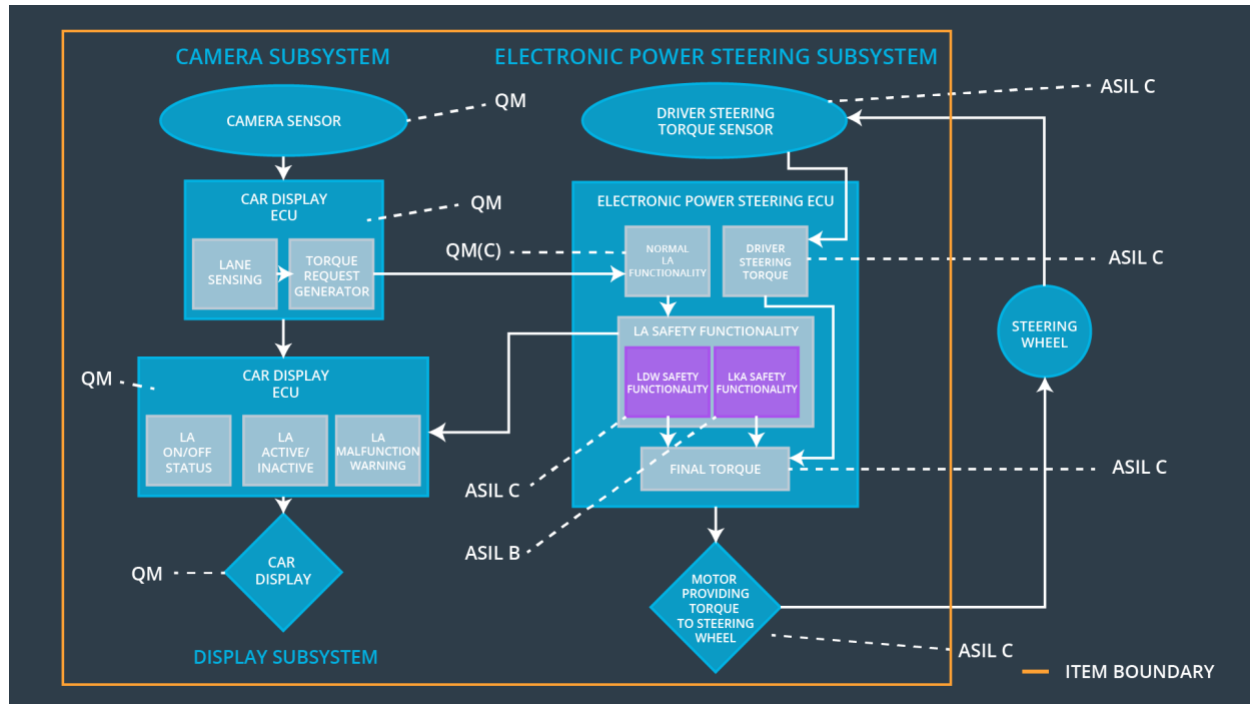 CAMERA SUBSYSTEM
ELECTRONIC POWER STEERING SUBSYSTEM
CAMERA SENSOR
QM
DRIVER STEERING
TORQUE SENSOR
ASIL C
CAR DISPLAY
ECU
QM
LANE
SENSING
TORQUE
REQUEST
GENERATOR
ELECTRONIC POWER STEERING ECU
QM(C)
NORMAL
LA
FUNCTIONALITY
DRIVER
STEERING
TORQUE
ASIL C
STEERING
WHEEL
LA SAFETY FUNCTIONALITY
LDW SAFETY
FUNCTIONALITY
LKA SAFETY
FUNCTIONALITY
QM
CAR DISPLAY
ECU
LA
ON/OFF
STATUS
LA
ACTIVE/
INACTIVE
LA
MALFUNCTION
WARNING
FINAL TORQUE
ASIL C
ASIL C
ASIL B
QM
CAR
DISPLAY
MOTOR
PROVIDING
TORQUE
TO STEERING
WHEEL
ASIL C
DISPLAY SUBSYSTEM
ITEM BOUNDARY